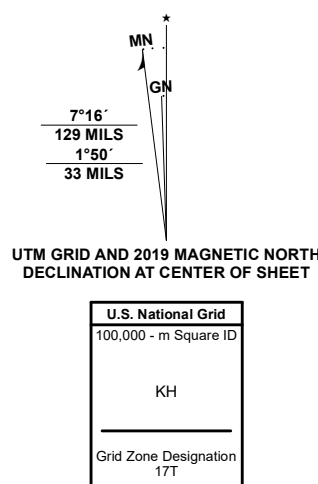 MN
GN
7°16´
129 MILS
1°50´
33 MILS
UTM GRID AND 2019 MAGNETIC NORTH
DECLINATION AT CENTER OF SHEET
U.S. National Grid
100,000 - m Square ID
KH
Grid Zone Designation
17T